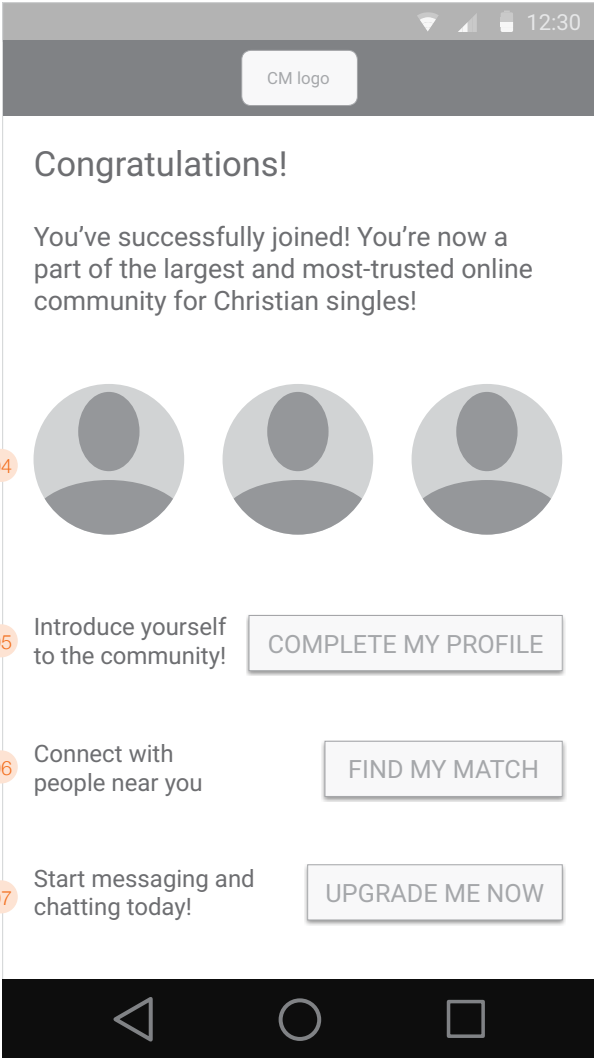 12:30
CM logo
Congratulations!
You’ve successfully joined! You’re now a
part of the largest and most-trusted online
community for Christian singles!
4
Introduce yourself
to the community!
COMPLETE MY PROFILE
5
Connect with
people near you
FIND MY MATCH
6
Start messaging and
chatting today!
UPGRADE ME NOW
7